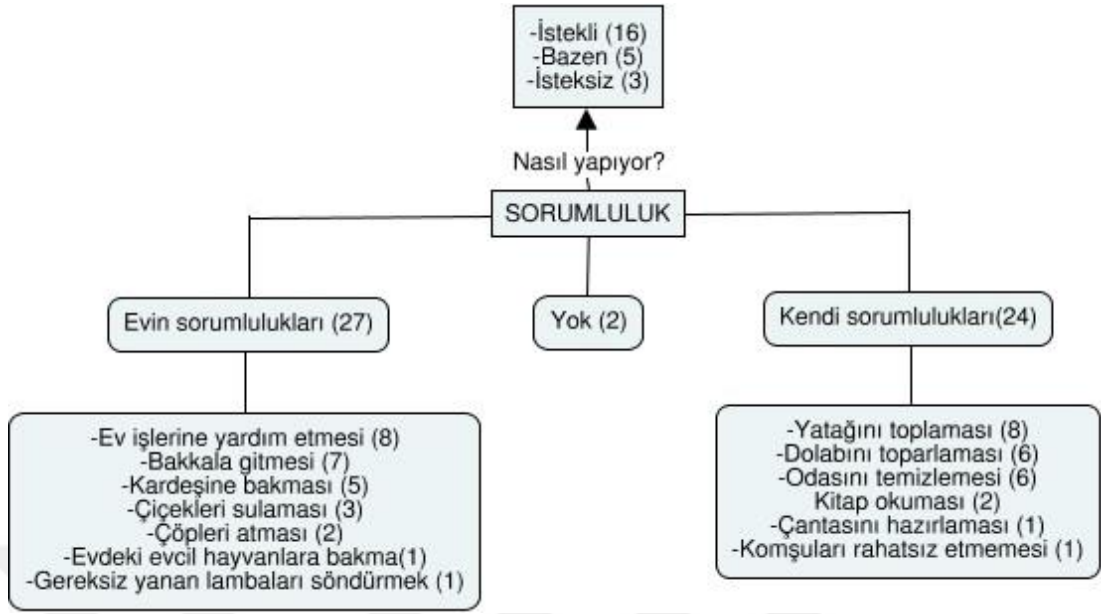 -İstekli (16)
-Bazen (5)
-İsteksiz (3)
Nasıl yapıyor?
SORUMLULUK
Evin sorumlulukları (27)
Yok (2)
Kendi sorumlulukları(24)
-Ev işlerine yardım etmesi (8)
-Bakkala gitmesi (7)
-Kardeşine bakması (5)
-Çiçekleri sulaması (3)
-Çöpleri atması (2)
-Evdeki evcil hayvanlara bakma(1)
-Gereksiz yanan lambaları söndürmek (1)
-Yatağını toplaması (8)
-Dolabını toparlaması (6)
-Odasını temizlemesi (6)
Kitap okuması (2)
-Çantasını hazırlaması (1)
-Komşuları rahatsız etmemesi (1)